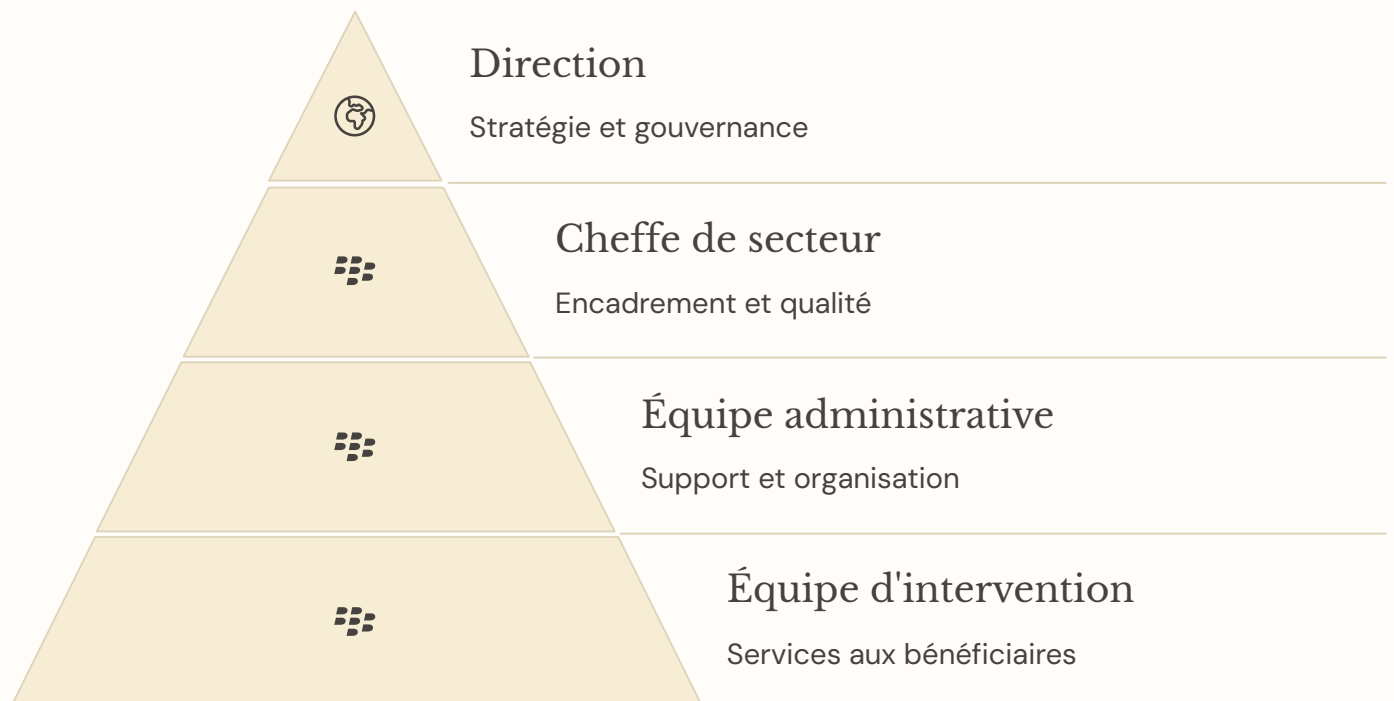 Direction
Stratégie et gouvernance
Cheffe de secteur
Encadrement et qualité
Équipe administrative
Support et organisation
Équipe d'intervention
Services aux bénéficiaires